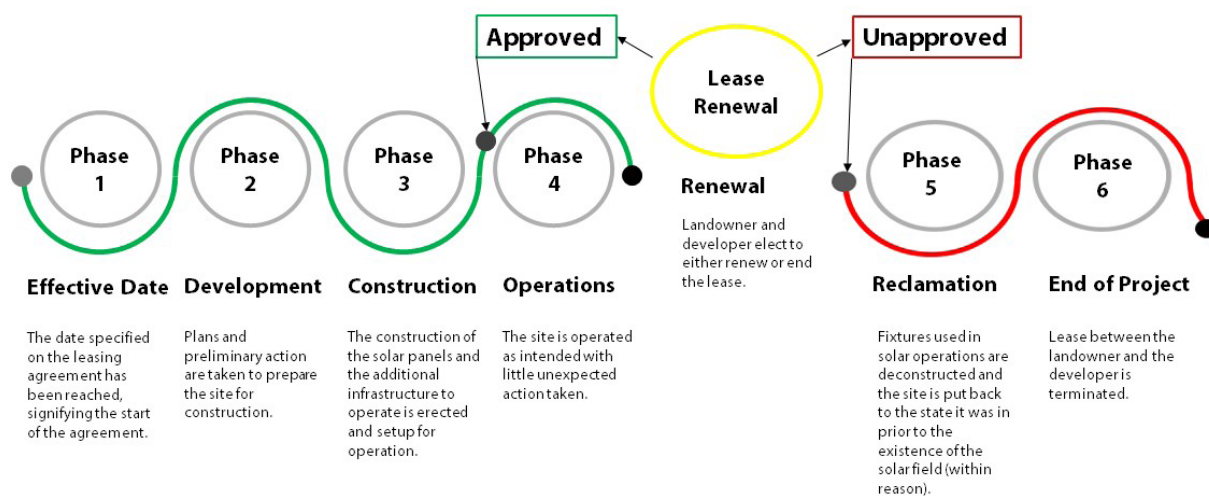 Approved
Unapproved
Lease
Renewal
Phase
1
Phase
2
Phase
3
Phase
4
Phase
5
Phase
6
Effective Date
The date specified
on the leasing
agreement has
been reached,
signifying the start
of the agreement.
Development
Plans and
preliminary action
are taken to prepare
the site for
construction.
Construction
The construction of
the solar panels and
the additional
infrastructure to
operate is erected
and setup for
operation.
Operations
The site is operated
as intended with
little unexpected
action taken.
Renewal
Landowner and
developer elect to
either renew or end
the lease.
Reclamation
Fixtures used in
solar operations are
deconstructed and
the site is put back
to the state it was in
prior to the
existence of the
solar field (within
reason).
End of Project
Lease between the
landowner and the
developer is
terminated.